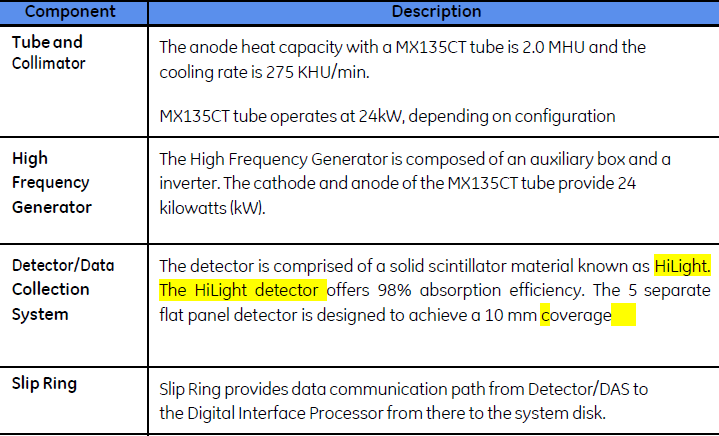 Component
Description
Tube and
Collimator
The anode heat capacity with a MX135CT tube is 2.0 MHU and the
cooling rate is 275 KHU/min.
MX135CT tube operates at 24kW, depending on configuration
High
Frequency
Generator
The High Frequency Generator is composed of an auxiliary box and a
inverter. The cathode and anode of the MX135CT tube provide 24
kilowatts (kW).
Detector/Data
Collection
System
The detector is comprised of a solid scintillator material known as HiLight.
The HiLight detector offers 98% absorption efficiency. The 5 separate
flat panel detector is designed to achieve a 10 mm coverage
Slip Ring
Slip Ring provides data communication path from Detector/DAS to
the Digital Interface Processor from there to the system disk.